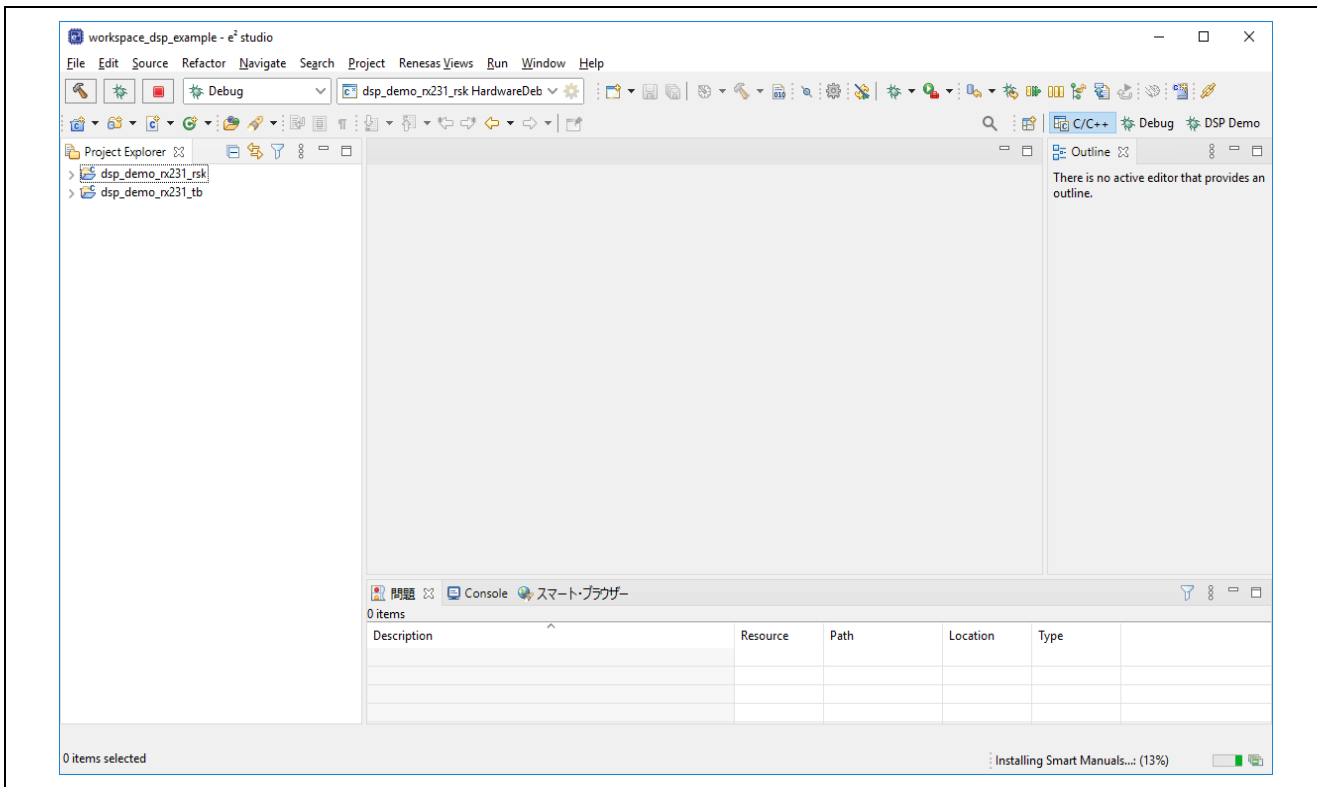 workspace_dsp_example - e² studio
File Edit Source Refactor Navigate Search Project Renesas Views Run Window Help
Debug dsp_demo_rx231_rsk HardwareDeb
C/C++ Debug DSP Demo
Project Explorer
Outline
dsp_demo_rx231_rsk
dsp_demo_rx231_tb
There is no active editor that provides an
outline.
問題 Console スマート・ブラウザー
0 items
Description Resource Path Location Type
0 items selected
Installing Smart Manuals...: (13%)